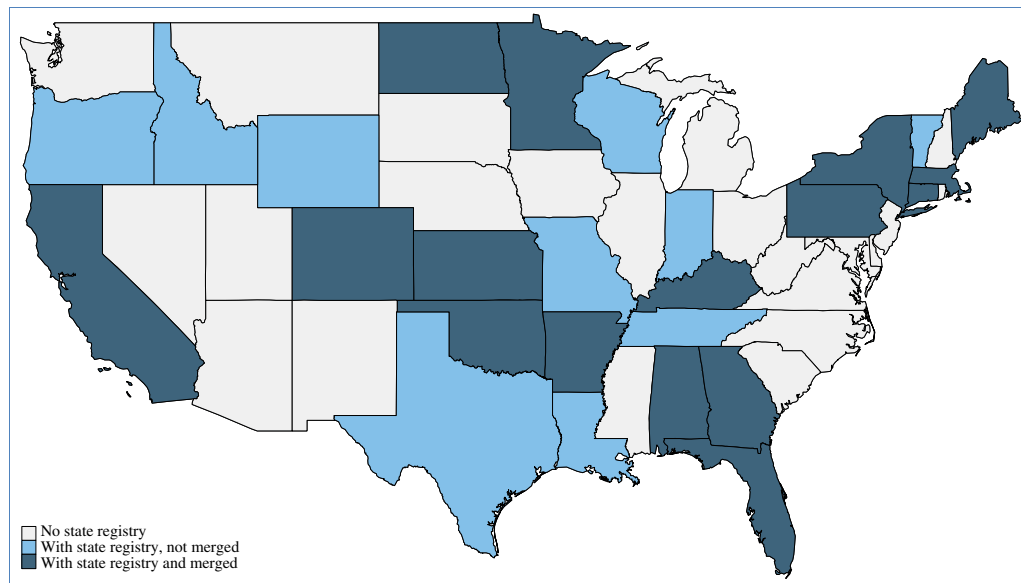 No state registry
With state registry, not merged
With state registry and merged